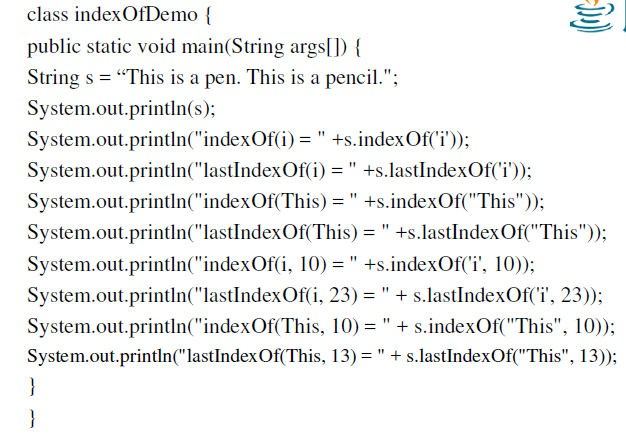 class indexOfDemo {
public static void main(String args[]) {
String s = “This is a pen. This is a pencil.";
System.out.println(s);
System.out.println("indexOf(i) = " +s.indexOf('i'));
System.out.println("lastIndexOf(i) = " +s.lastIndexOf('i'));
System.out.println("indexOf(This) = " +s.indexOf("This"));
System.out.println("lastIndexOf(This) = " +s.lastIndexOf("This"));
System.out.println("indexOf(i, 10) = " +s.indexOf('i', 10));
System.out.println("lastIndexOf(i, 23) = " + s.lastIndexOf('i', 23));
System.out.println("indexOf(This, 10) = " + s.indexOf("This", 10));
System.out.println("lastIndexOf(This, 13) = " + s.lastIndexOf("This", 13));
}
}